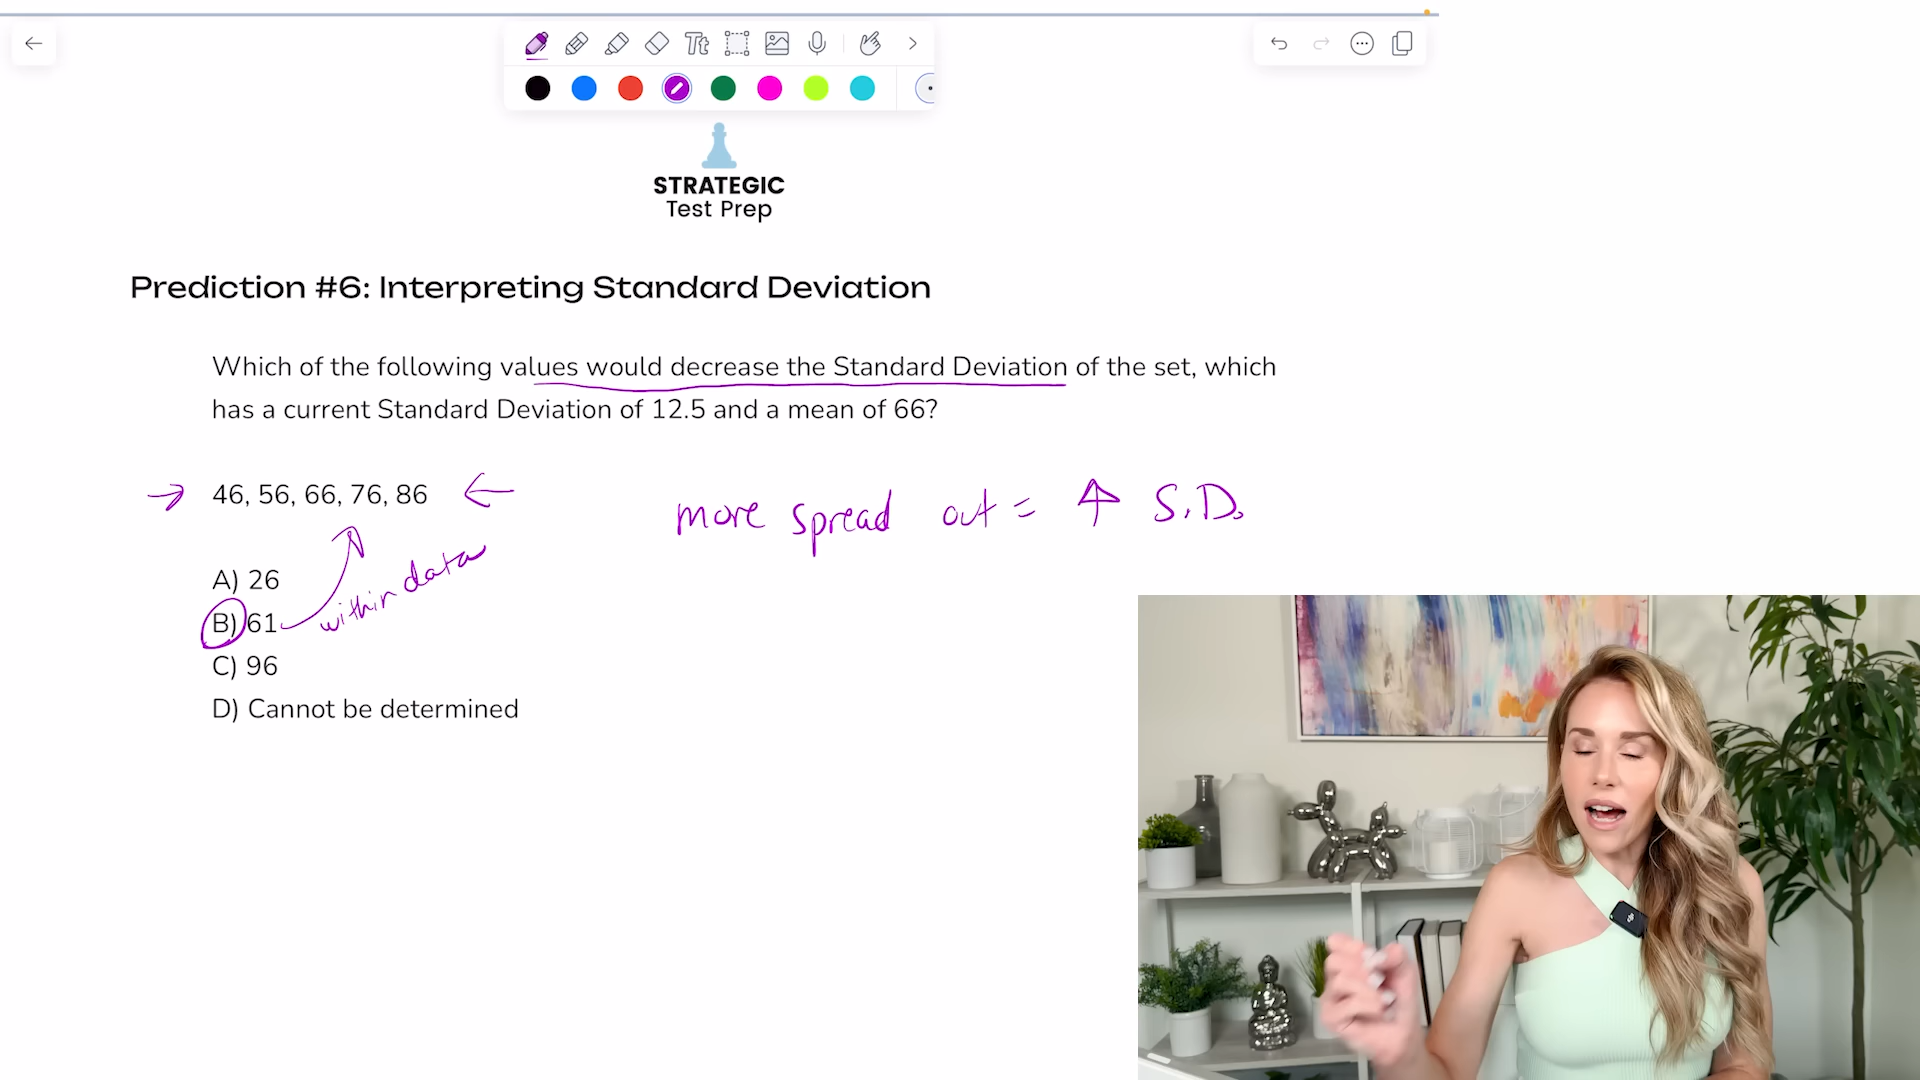 STRATEGIC
Test Prep
Prediction #6: Interpreting Standard Deviation
Which of the following values would decrease the Standard Deviation of the set, which
has a current Standard Deviation of 12.5 and a mean of 66?
→ 46, 56, 66, 76, 86 ←
more spread out = ↑ S.D.
A) 26
within data
B) 61
C) 96
D) Cannot be determined
Tt